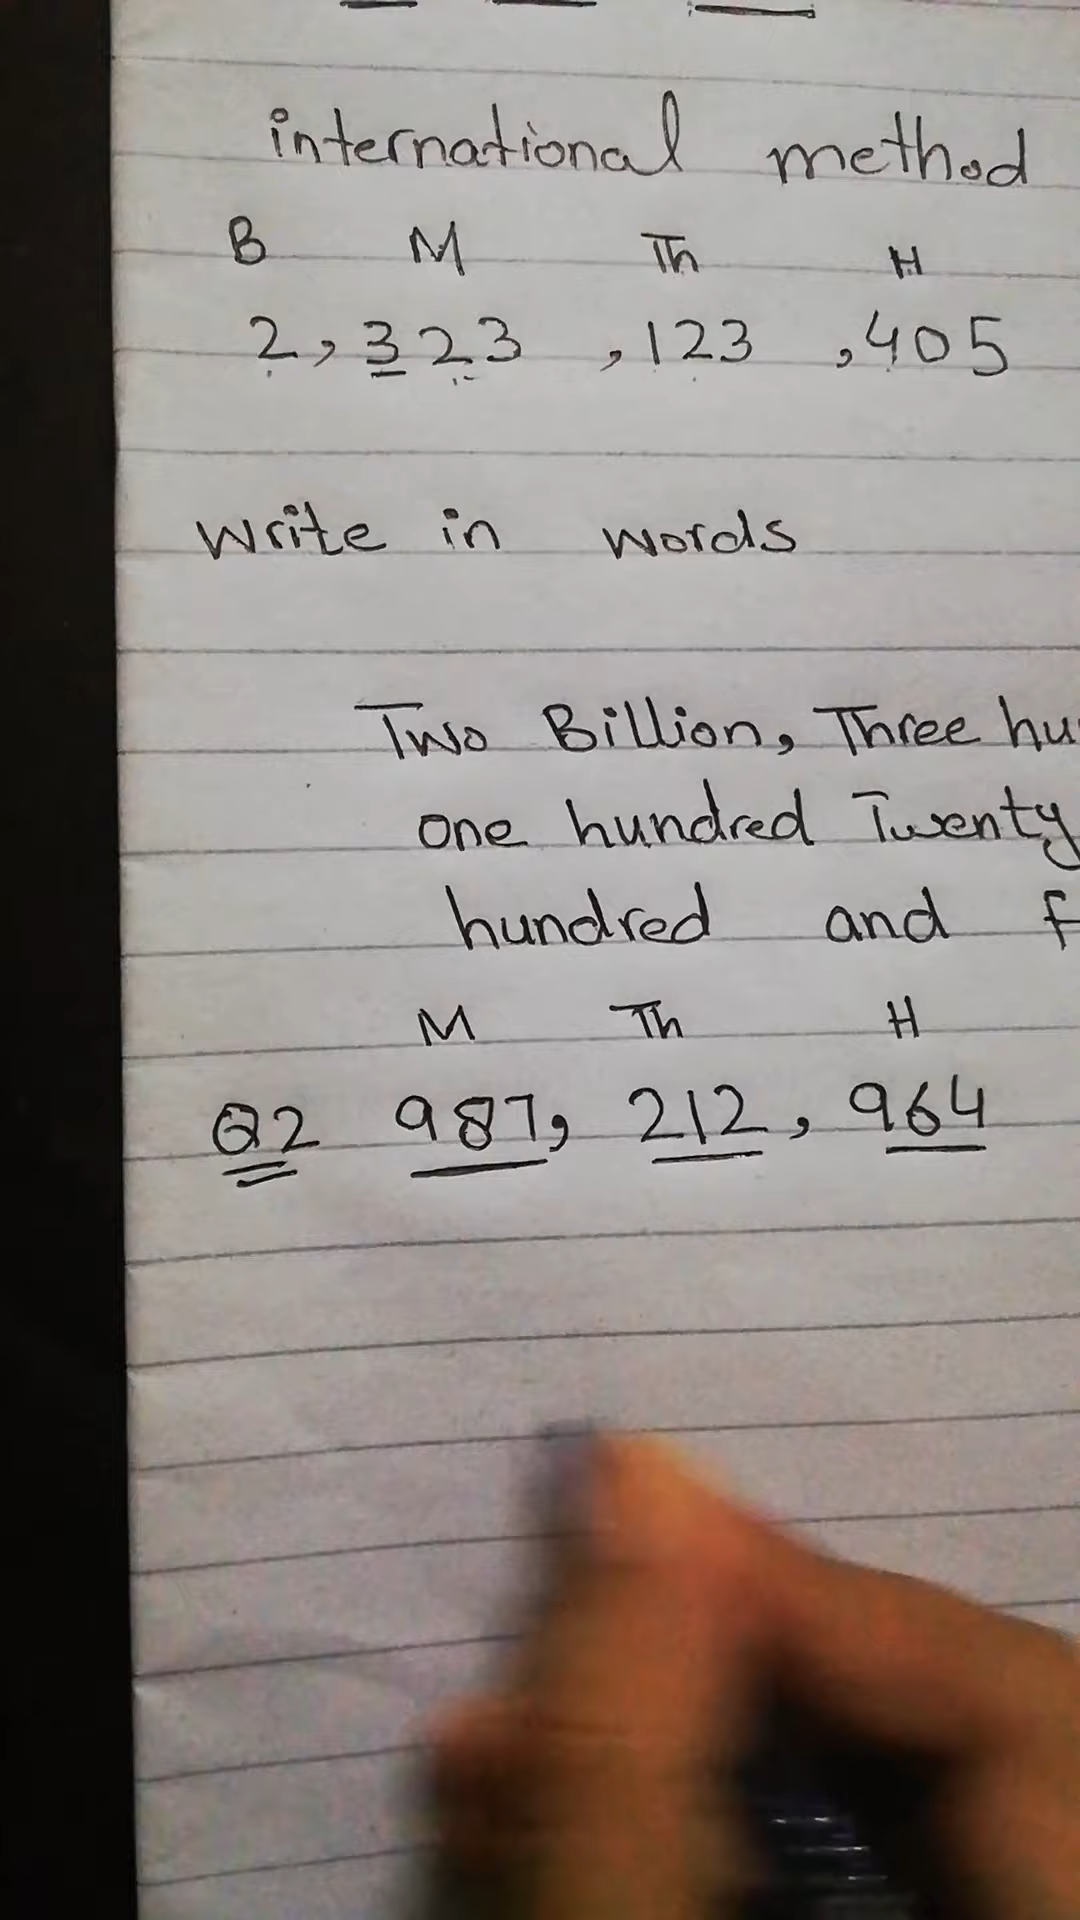 international method
B M Th H
2,323,123,405
write in words
Two Billion, Three
one hundred Twenty
hundred and
M Th H
Q2 987, 212, 964